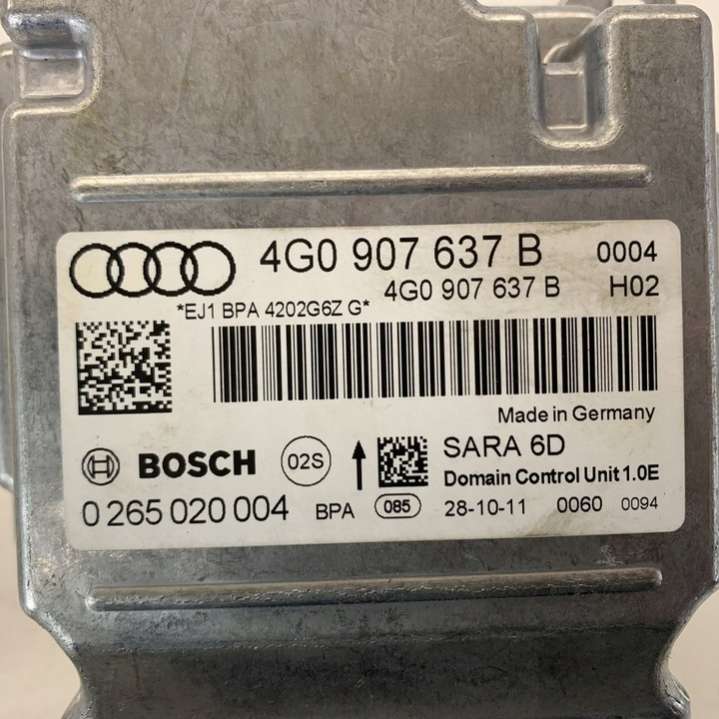 4G0 907 637 B 0004
4G0 907 637 B H02
*EJ1 BPA 4202G6Z G*
Made in Germany
BOSCH 02S SARA 6D
Domain Control Unit 1.0E
0 265 020 004 BPA 085 28-10-11 0060 0094